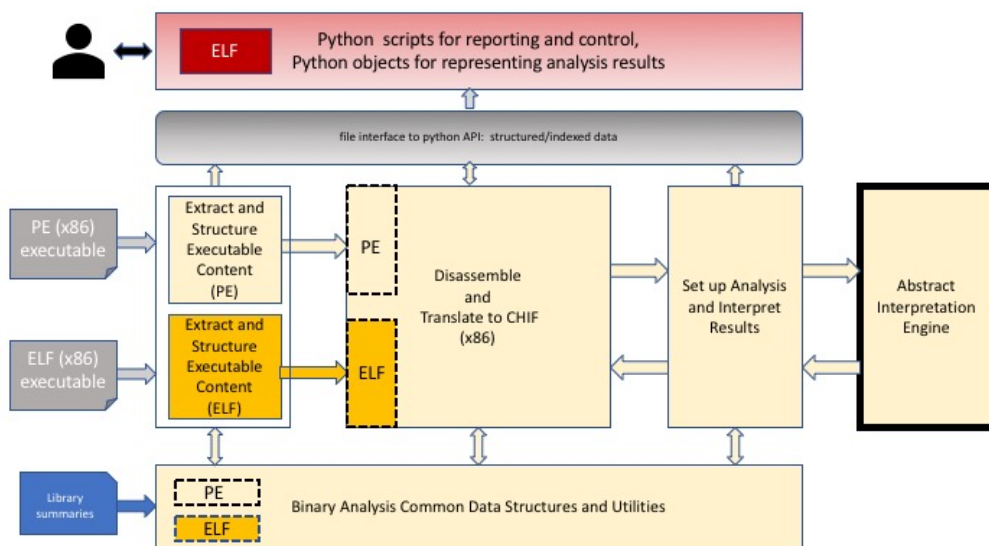 ELF
Python scripts for reporting and control,
Python objects for representing analysis results
file interface to python API: structured/indexed data
PE (x86)
executable
Extract and
Structure
Executable
Content
(PE)
PE
Disassemble
and
Translate to CHIF
(x86)
Set up Analysis
and Interpret
Results
Abstract
Interpretation
Engine
ELF (x86)
executable
Extract and
Structure
Executable
Content
(ELF)
ELF
Library
summaries
PE
ELF
Binary Analysis Common Data Structures and Utilities